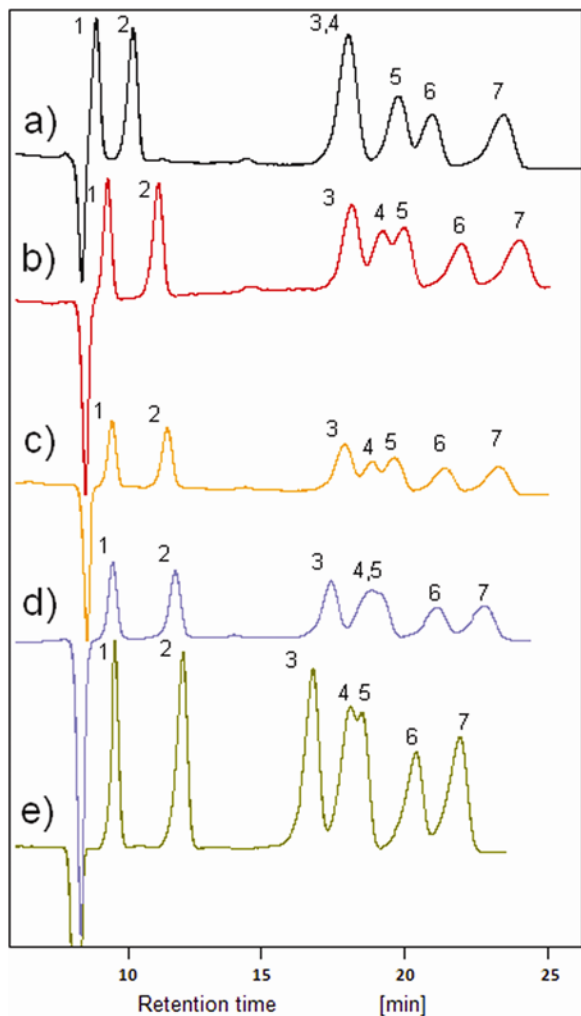 1 2 3,4 5 6 7
a)
1 2 3 4 5 6 7
b)
1 2 3 4 5 6 7
c)
1 2 3 4,5 6 7
d)
1 2 3 4 5 6 7
e)
10 15 20 25
Retention time [min]